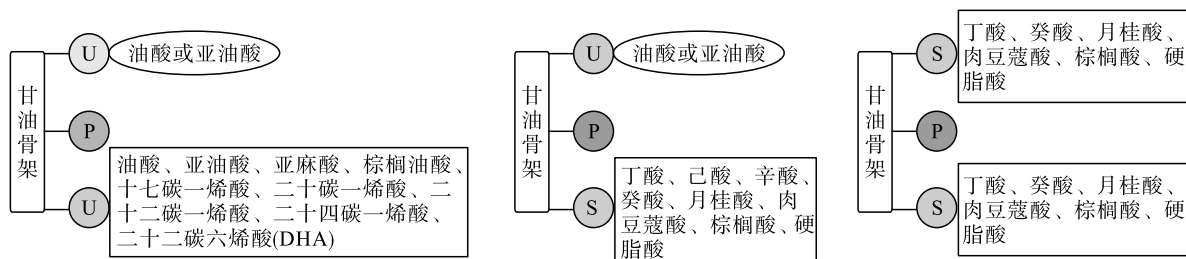 甘油骨架
U
油酸或亚油酸
P
U
油酸、亚油酸、亚麻酸、棕榈油酸、
十七碳一烯酸、二十碳一烯酸、二
十二碳一烯酸、二十四碳一烯酸、
二十二碳六烯酸(DHA)
甘油骨架
U
油酸或亚油酸
P
S
丁酸、己酸、辛酸、
癸酸、月桂酸、肉
豆蔻酸、棕榈酸、硬
脂酸
甘油骨架
S
丁酸、癸酸、月桂酸、
肉豆蔻酸、棕榈酸、硬
脂酸
P
S
丁酸、癸酸、月桂酸、
肉豆蔻酸、棕榈酸、硬
脂酸